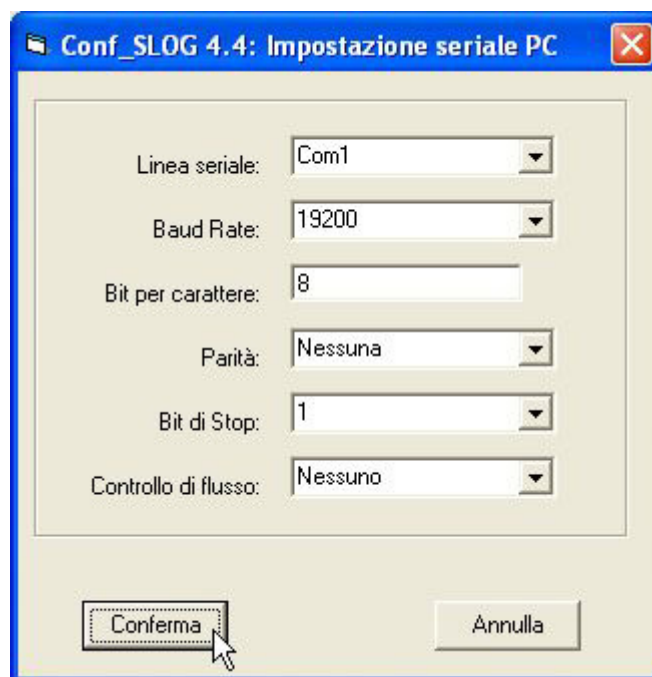 Conf_SLOG 4.4: Impostazione seriale PC
Linea seriale: Com1
Baud Rate: 19200
Bit per carattere: 8
Parità: Nessuna
Bit di Stop: 1
Controllo di flusso: Nessuno
Conferma Annulla